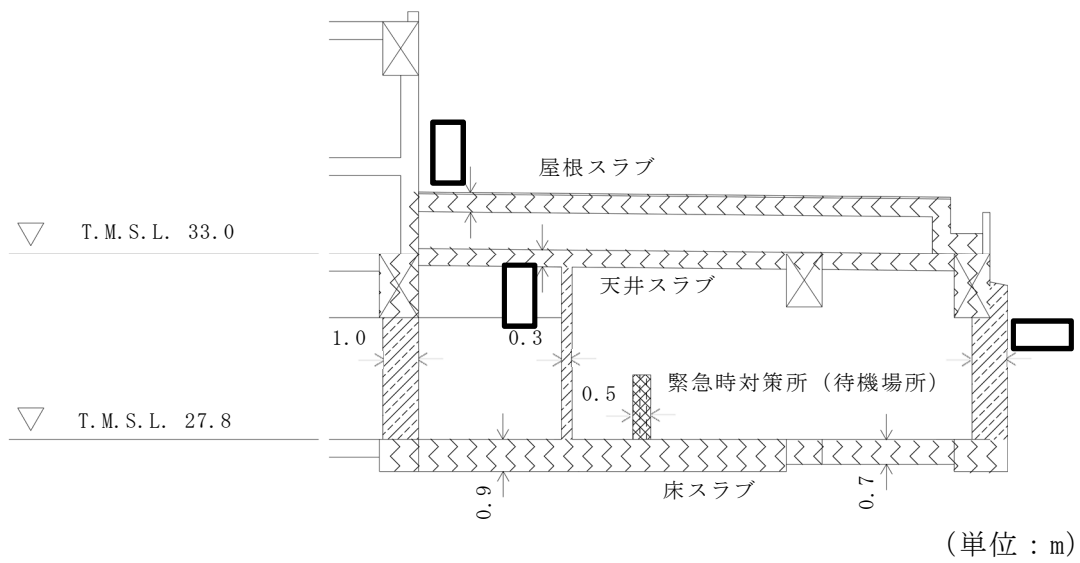 屋根スラブ
T.M.S.L. 33.0
天井スラブ
1.0
0.3
緊急時対策所（待機場所）
0.5
T.M.S.L. 27.8
床スラブ
0.9
0.7
（単位：m）